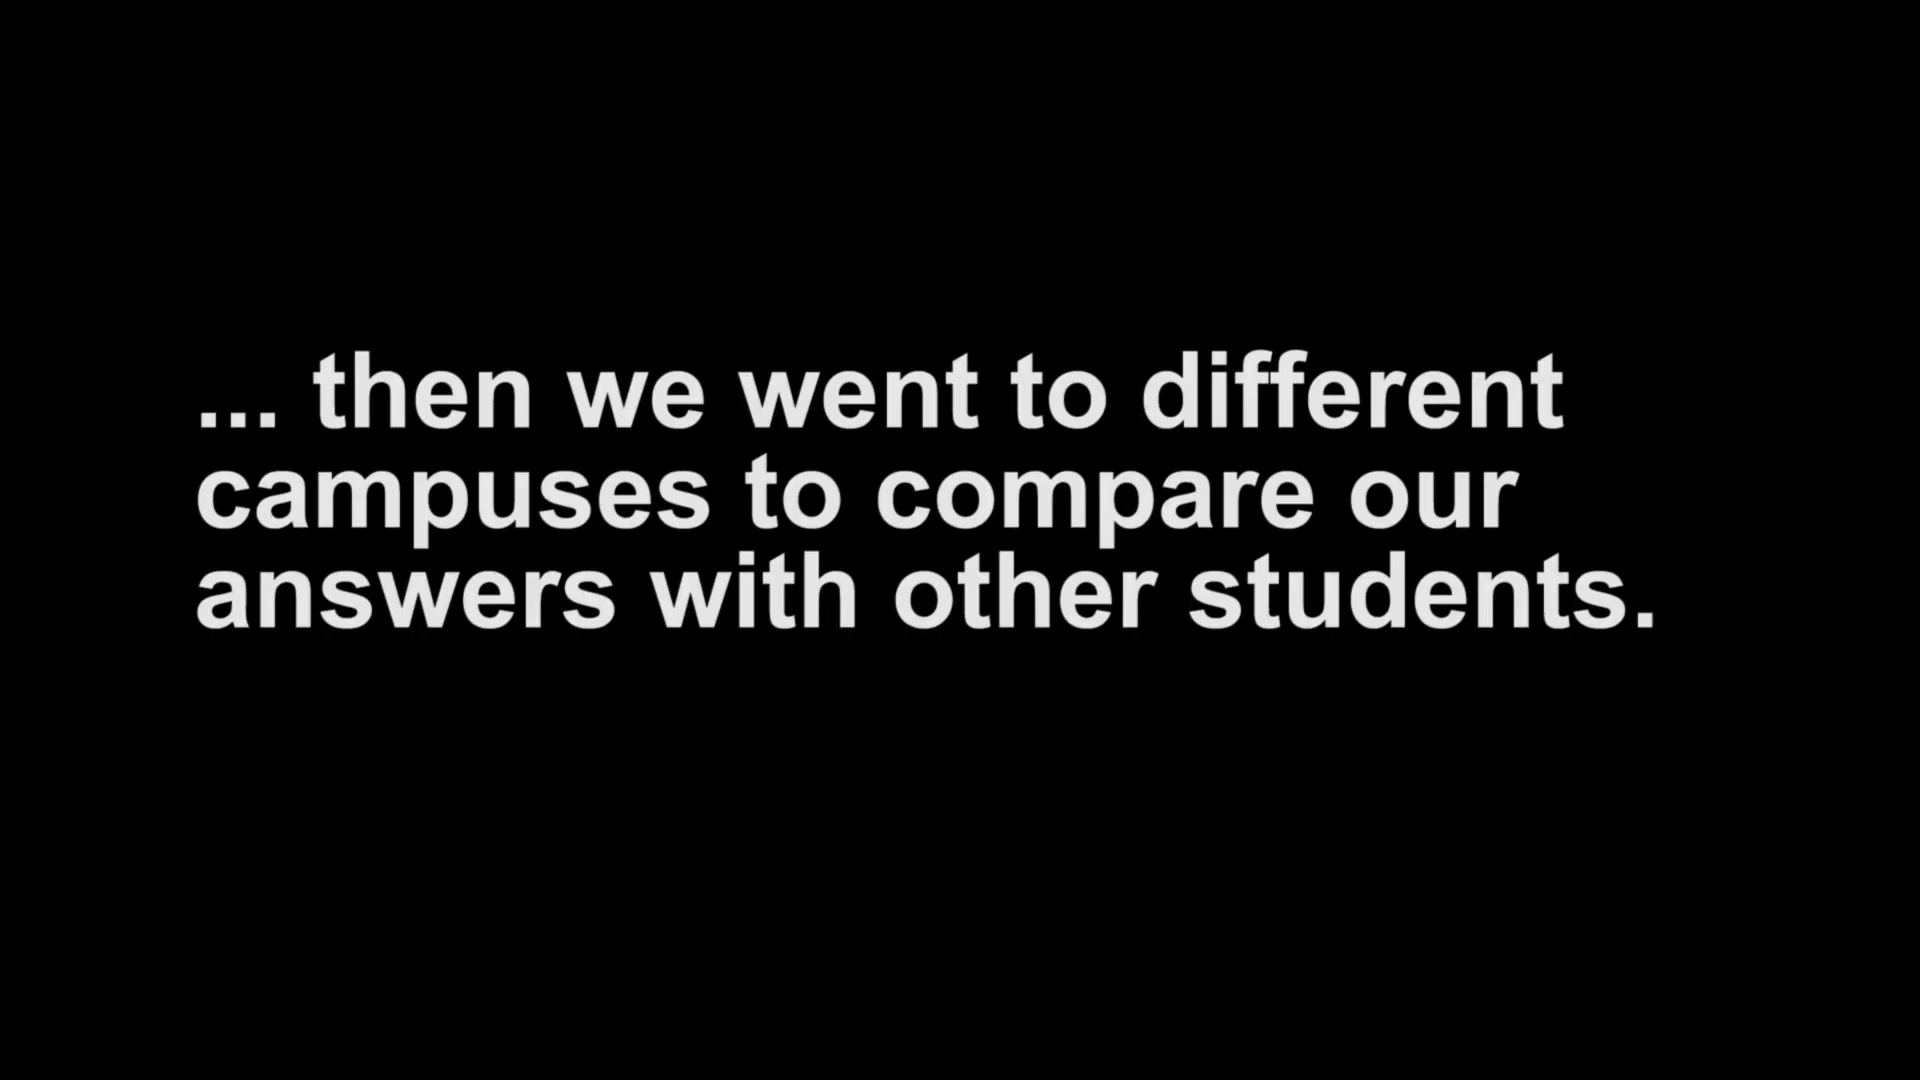 ... then we went to different
campuses to compare our
answers with other students.